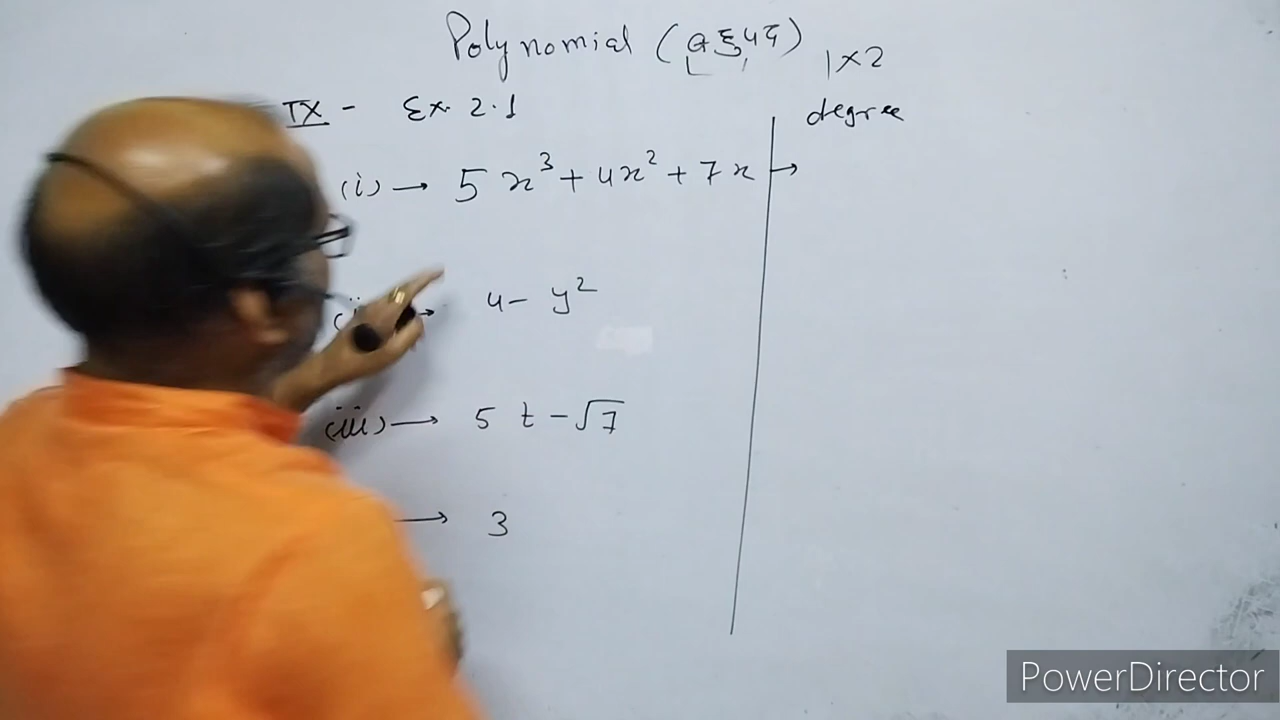 Polynomial (बहुपद)
1×2
IX - Ex. 2.1
degree
(i) → 5x³ + 4x² + 7x →
→ 4 - y²
(iii) → 5 t - √7
→ 3
PowerDirector